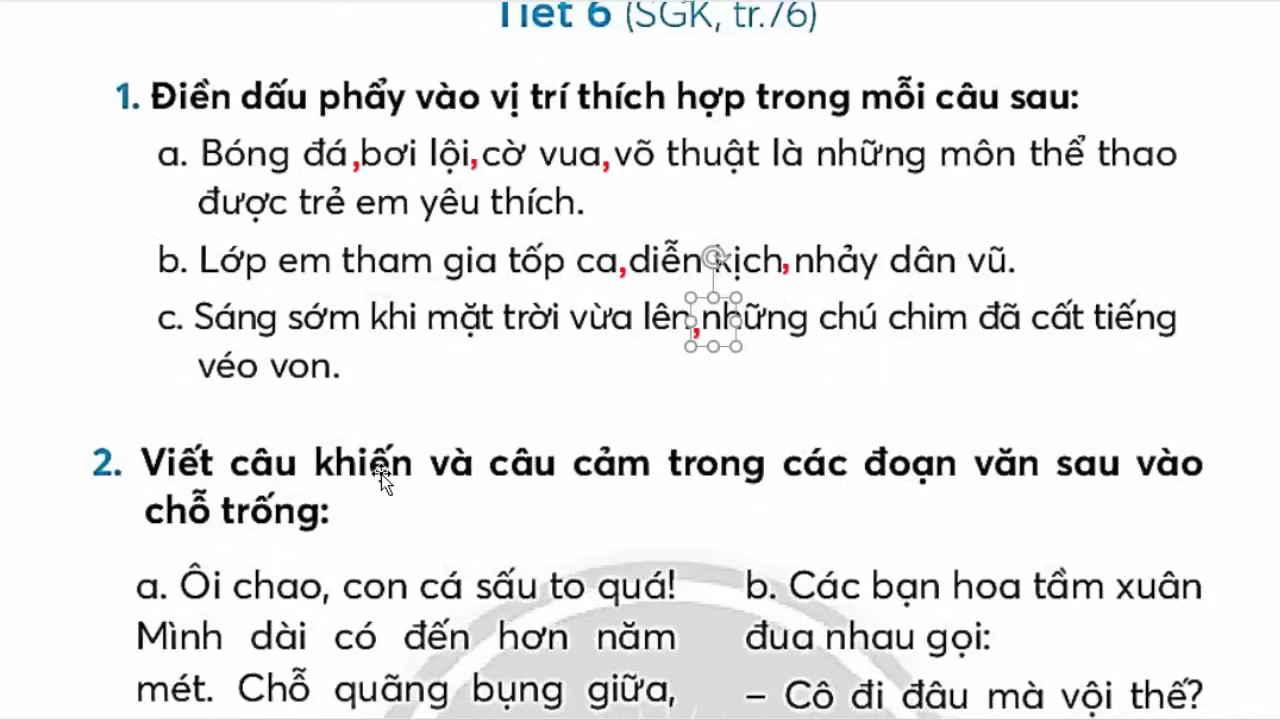 Tiết 6 (SGK, tr.76)
1. Điền dấu phẩy vào vị trí thích hợp trong mỗi câu sau:
a. Bóng đá,bơi lội,cờ vua,võ thuật là những môn thể thao
được trẻ em yêu thích.
b. Lớp em tham gia tốp ca,diễn kịch,nhảy dân vũ.
c. Sáng sớm khi mặt trời vừa lên,những chú chim đã cất tiếng
véo von.
2. Viết câu khiến và câu cảm trong các đoạn văn sau vào
chỗ trống:
a. Ôi chao, con cá sấu to quá!
Mình dài có đến hơn năm
mét. Chỗ quãng bụng giữa,
b. Các bạn hoa tầm xuân
đua nhau gọi:
– Cô đi đâu mà vội thế?